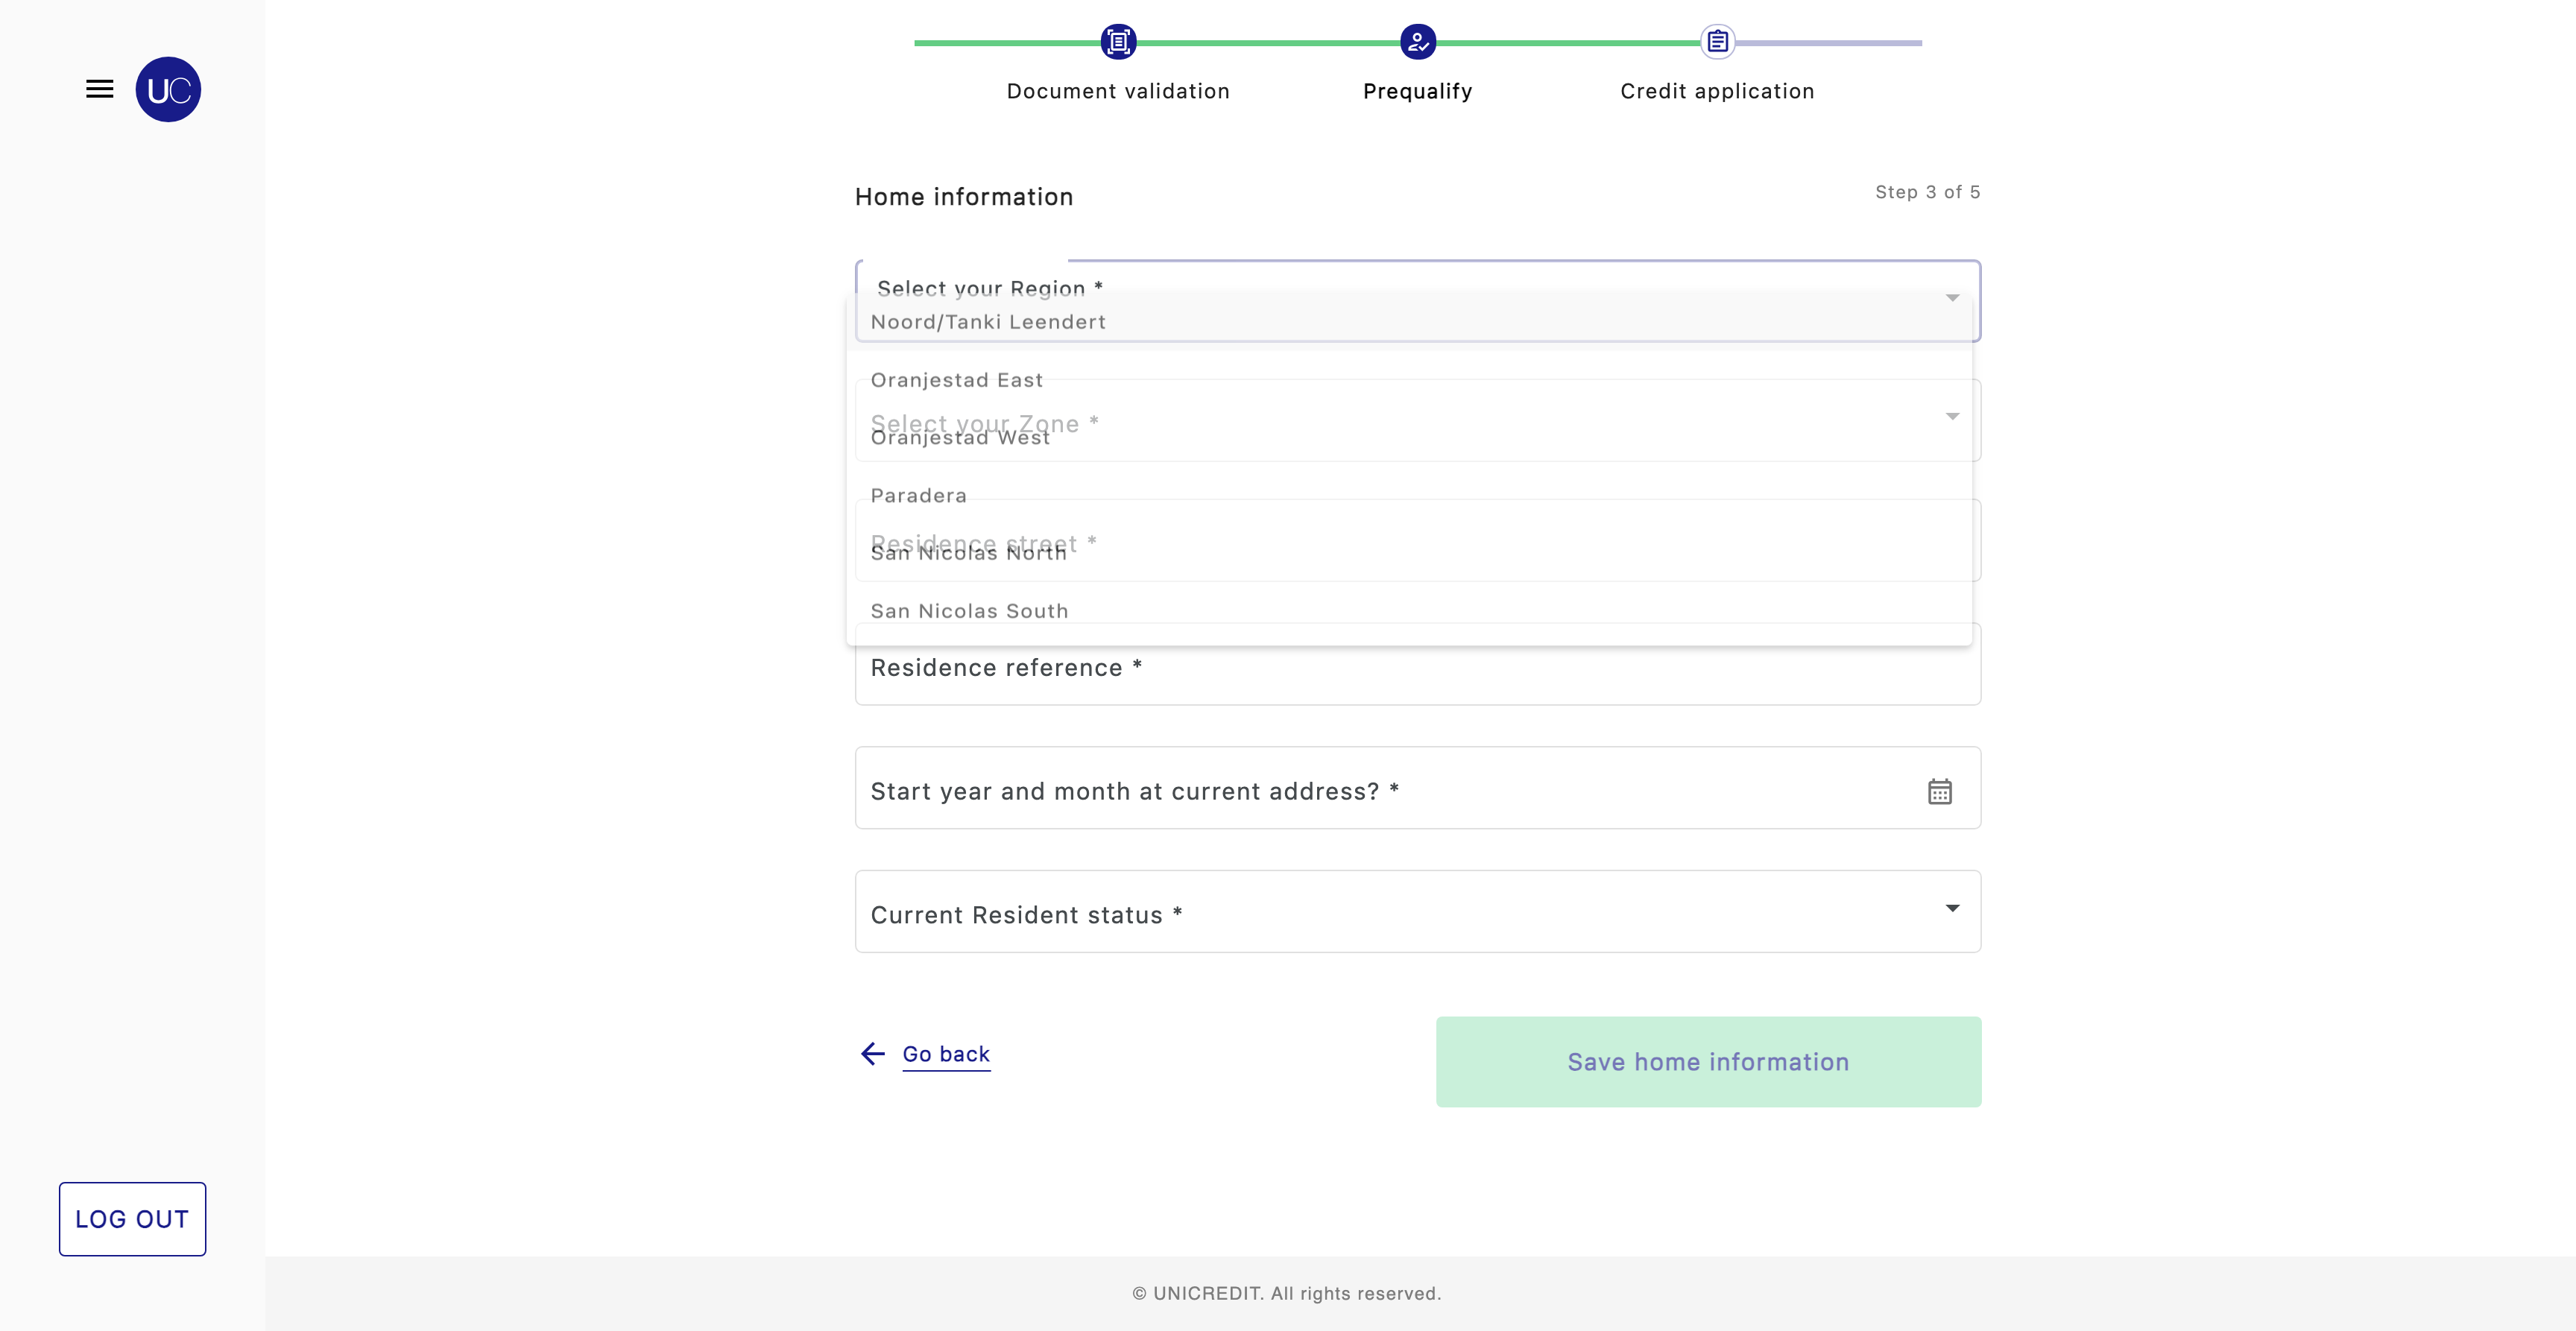 UC
Document validation
Prequalify
Credit application
Home information
Step 3 of 5
Select your Region *
Noord/Tanki Leendert
Oranjestad East
Select your Zone *
Oranjestad West
Paradera
Residence street *
San Nicolas North
San Nicolas South
Residence reference *
Start year and month at current address? *
Current Resident status *
Go back
Save home information
LOG OUT
© UNICREDIT. All rights reserved.